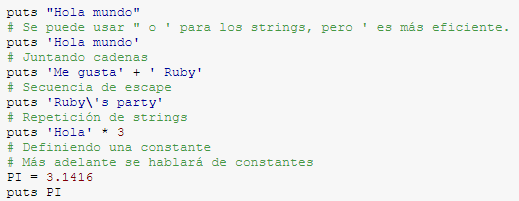 puts "Hola mundo"
# Se puede usar " o ' para los strings, pero ' es más eficiente.
puts 'Hola mundo'
# Juntando cadenas
puts 'Me gusta' + ' Ruby'
# Secuencia de escape
puts 'Ruby\'s party'
# Repetición de strings
puts 'Hola' * 3
# Definiendo una constante
# Más adelante se hablará de constantes
PI = 3.1416
puts PI